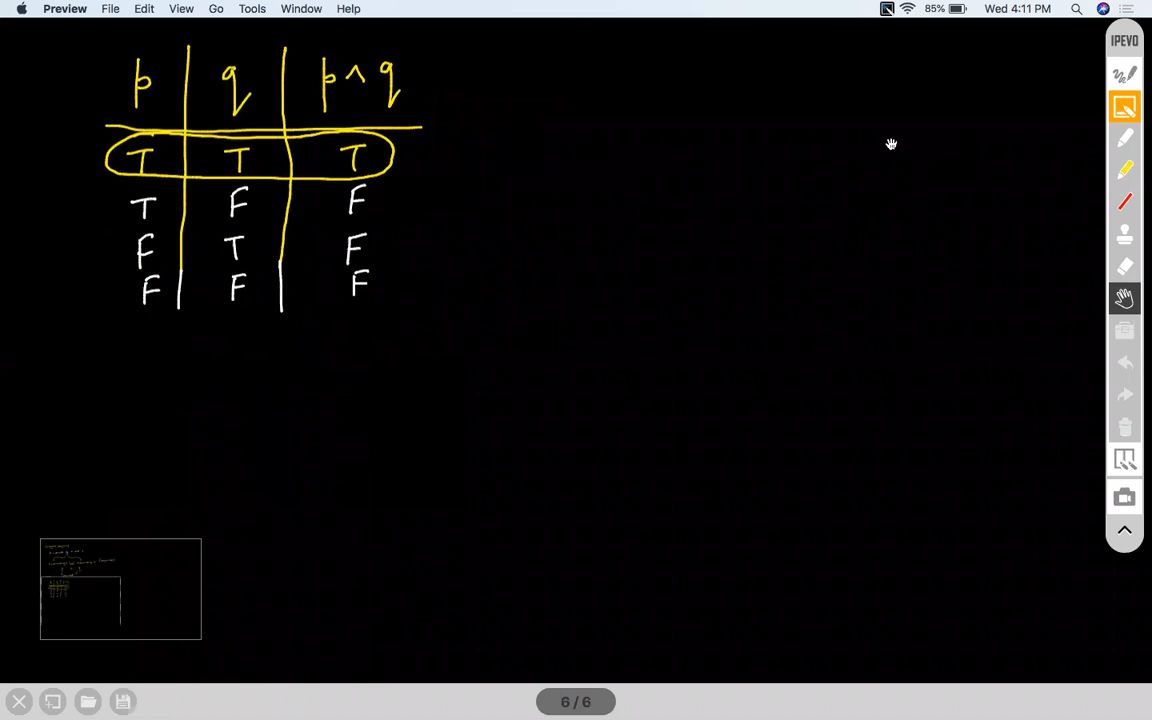 Preview File Edit View Go Tools Window Help 85% Wed 4:11 PM
IPEVO
p q p ∧ q
T T T
T F F
F T F
F F F
6 / 6